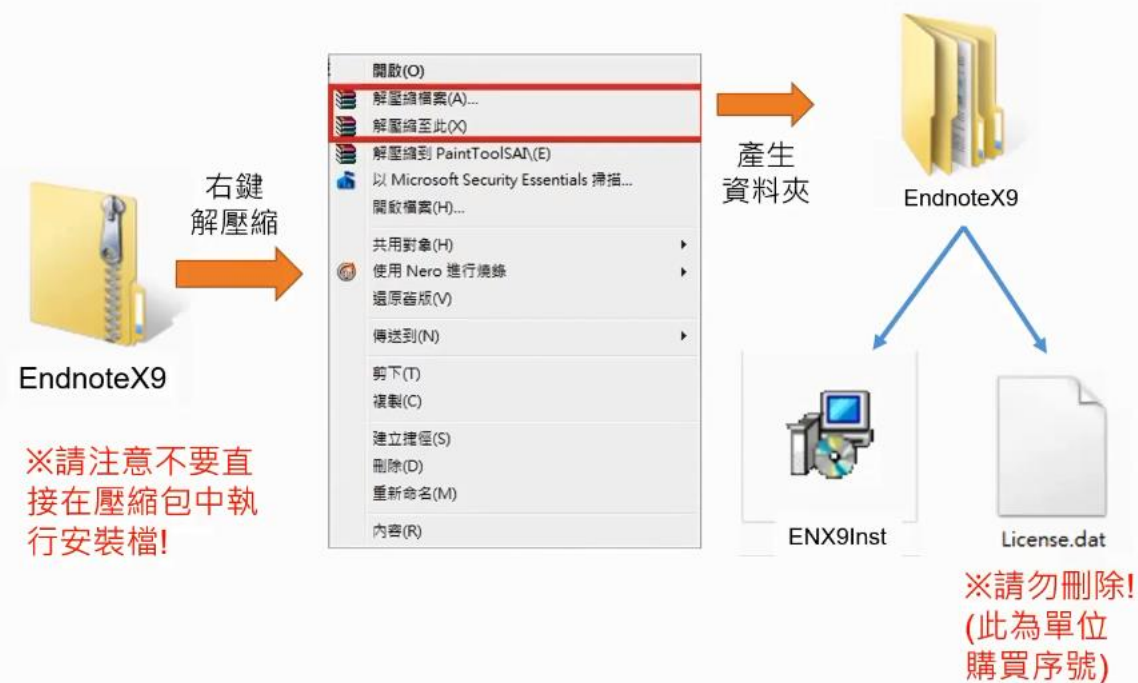 EndnoteX9
※請注意不要直
接在壓縮包中執
行安裝檔!
右鍵
解壓縮
開啟(O)
解壓縮檔案(A)...
解壓縮至此(X)
解壓縮到 PaintToolSAI\(E)
以 Microsoft Security Essentials 掃描...
開啟檔案(H)...
共用對象(H)
使用 Nero 進行燒錄
還原舊版(V)
傳送到(N)
剪下(T)
複製(C)
建立捷徑(S)
刪除(D)
重新命名(M)
內容(R)
產生
資料夾
EndnoteX9
ENX9Inst
License.dat
※請勿刪除!
(此為單位
購買序號)